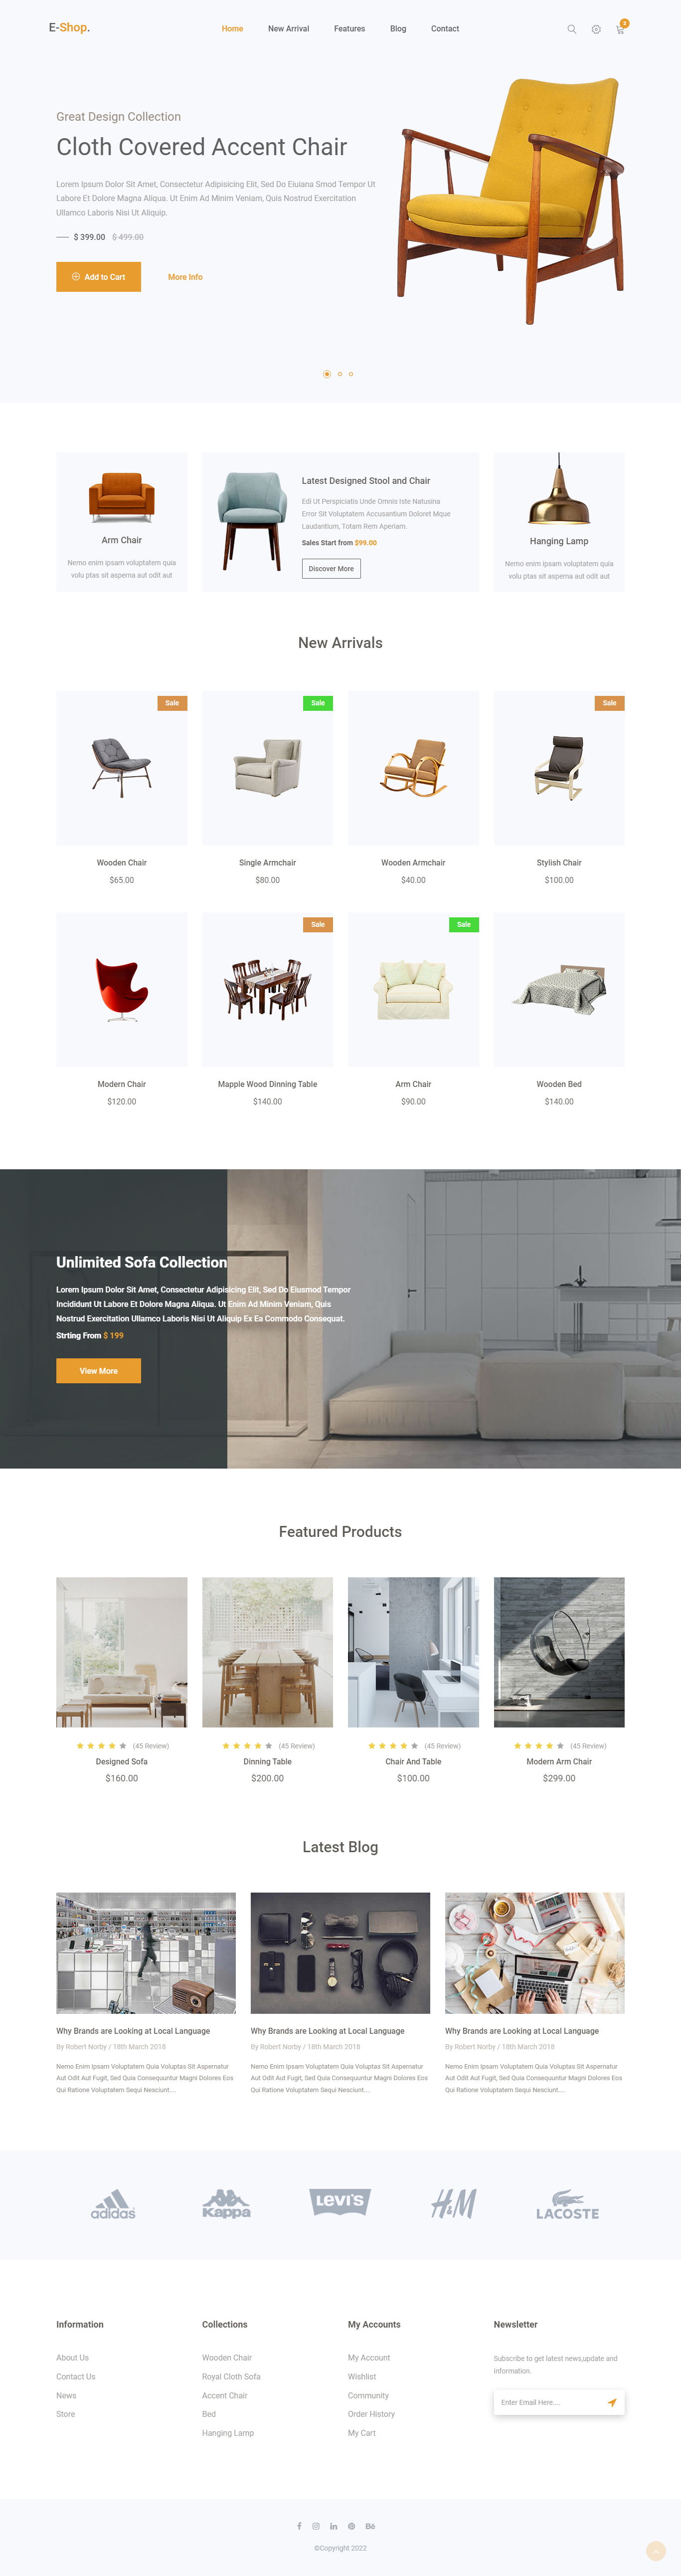 E-Shop.
Home
New Arrival
Features
Blog
Contact
3
Great Design Collection
Cloth Covered Accent Chair
Lorem Ipsum Dolor Sit Amet, Consectetur Adipisicing Elit, Sed Do Eiuiana Smod Tempor Ut
Labore Et Dolore Magna Aliqua. Ut Enim Ad Minim Veniam, Quis Nostrud Exercitation
Ullamco Laboris Nisi Ut Aliquip.
$ 399.00 $ 499.00
Add to Cart
More Info
Arm Chair
Nemo enim ipsam voluptatem quia
volu ptas sit asperna aut odit aut
Latest Designed Stool and Chair
Edi Ut Perspiciatis Unde Omnis Iste Natusina
Error Sit Voluptatem Accusantium Doloret Mque
Laudantium, Totam Rem Aperiam.
Sales Start from $99.00
Discover More
Hanging Lamp
Nemo enim ipsam voluptatem quia
volu ptas sit asperna aut odit aut
New Arrivals
Sale
Sale
Sale
Wooden Chair
$65.00
Single Armchair
$80.00
Wooden Armchair
$40.00
Stylish Chair
$100.00
Sale
Sale
Modern Chair
$120.00
Mapple Wood Dinning Table
$140.00
Arm Chair
$90.00
Wooden Bed
$140.00
Unlimited Sofa Collection
Lorem Ipsum Dolor Sit Amet, Consectetur Adipisicing Elit, Sed Do Eiusmod Tempor
Incididunt Ut Labore Et Dolore Magna Aliqua. Ut Enim Ad Minim Veniam, Quis
Nostrud Exercitation Ullamco Laboris Nisi Ut Aliquip Ex Ea Commodo Consequat.
Strting From $ 199
View More
Featured Products
(45 Review)
Designed Sofa
$160.00
(45 Review)
Dinning Table
$200.00
(45 Review)
Chair And Table
$100.00
(45 Review)
Modern Arm Chair
$299.00
Latest Blog
Why Brands are Looking at Local Language
By Robert Norby / 18th March 2018
Nemo Enim Ipsam Voluptatem Quia Voluptas Sit Aspernatur
Aut Odit Aut Fugit, Sed Quia Consequuntur Magni Dolores Eos
Qui Ratione Voluptatem Sequi Nesciunt....
Why Brands are Looking at Local Language
By Robert Norby / 18th March 2018
Nemo Enim Ipsam Voluptatem Quia Voluptas Sit Aspernatur
Aut Odit Aut Fugit, Sed Quia Consequuntur Magni Dolores Eos
Qui Ratione Voluptatem Sequi Nesciunt....
Why Brands are Looking at Local Language
By Robert Norby / 18th March 2018
Nemo Enim Ipsam Voluptatem Quia Voluptas Sit Aspernatur
Aut Odit Aut Fugit, Sed Quia Consequuntur Magni Dolores Eos
Qui Ratione Voluptatem Sequi Nesciunt....
adidas
Kappa
LEVI'S
H&M
LACOSTE
Information
About Us
Contact Us
News
Store
Collections
Wooden Chair
Royal Cloth Sofa
Accent Chair
Bed
Hanging Lamp
My Accounts
My Account
Wishlist
Community
Order History
My Cart
Newsletter
Subscribe to get latest news,update and
information.
Enter Email Here....
©Copyright 2022